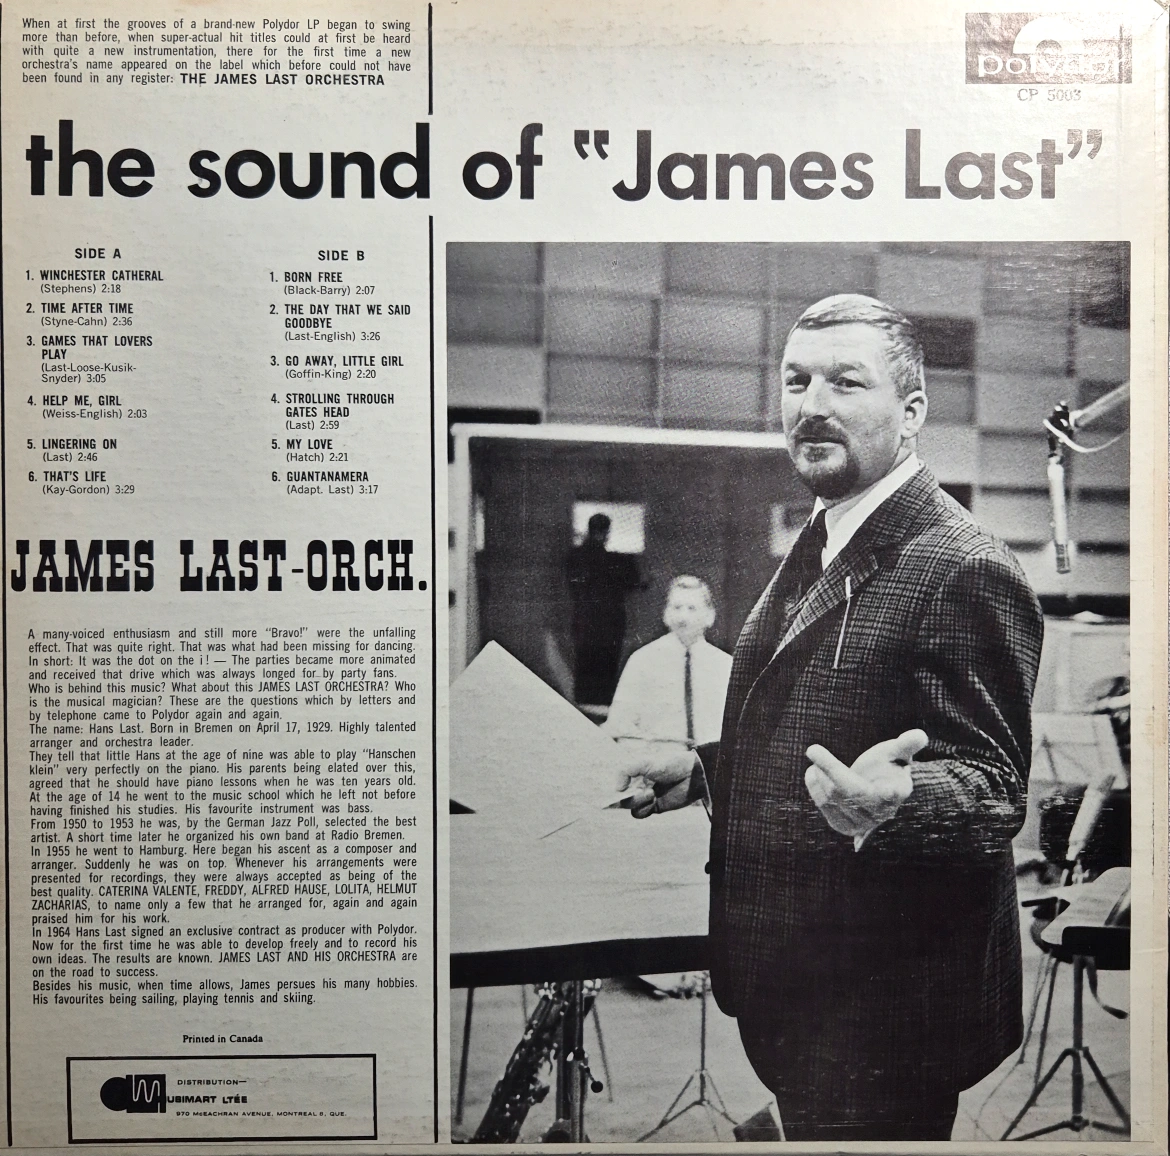 When at first the grooves of a brand-new Polydor LP began to swing
more than before, when super-actual hit titles could at first be heard
with quite a new instrumentation, there for the first time a new
orchestra's name appeared on the label which before could not have
been found in any register: THE JAMES LAST ORCHESTRA
polydor
CP 5003
the sound of "James Last"
SIDE A
1. WINCHESTER CATHERAL
(Stephens) 2:18
2. TIME AFTER TIME
(Styne-Cahn) 2:36
3. GAMES THAT LOVERS
PLAY
(Last-Loose-Kusik-
Snyder) 3:05
4. HELP ME, GIRL
(Weiss-English) 2:03
5. LINGERING ON
(Last) 2:46
6. THAT'S LIFE
(Kay-Gordon) 3:29
SIDE B
1. BORN FREE
(Black-Barry) 2:07
2. THE DAY THAT WE SAID
GOODBYE
(Last-English) 3:26
3. GO AWAY, LITTLE GIRL
(Goffin-King) 2:20
4. STROLLING THROUGH
GATES HEAD
(Last) 2:59
5. MY LOVE
(Hatch) 2:21
6. GUANTANAMERA
(Adapt. Last) 3:17
JAMES LAST-ORCH.
A many-voiced enthusiasm and still more "Bravo!" were the unfalling
effect. That was quite right. That was what had been missing for dancing.
In short: It was the dot on the i! — The parties became more animated
and received that drive which was always longed for by party fans.
Who is behind this music? What about this JAMES LAST ORCHESTRA? Who
is the musical magician? These are the questions which by letters and
by telephone came to Polydor again and again.
The name: Hans Last. Born in Bremen on April 17, 1929. Highly talented
arranger and orchestra leader.
They tell that little Hans at the age of nine was able to play "Hanschen
klein" very perfectly on the piano. His parents being elated over this,
agreed that he should have piano lessons when he was ten years old.
At the age of 14 he went to the music school which he left not before
having finished his studies. His favourite instrument was bass.
From 1950 to 1953 he was, by the German Jazz Poll, selected the best
artist. A short time later he organized his own band at Radio Bremen.
In 1955 he went to Hamburg. Here began his ascent as a composer and
arranger. Suddenly he was on top. Whenever his arrangements were
presented for recordings, they were always accepted as being of the
best quality. CATERINA VALENTE, FREDDY, ALFRED HAUSE, LOLITA, HELMUT
ZACHARIAS, to name only a few that he arranged for, again and again
praised him for his work.
In 1964 Hans Last signed an exclusive contract as producer with Polydor.
Now for the first time he was able to develop freely and to record his
own ideas. The results are known. JAMES LAST AND HIS ORCHESTRA are
on the road to success.
Besides his music, when time allows, James persues his many hobbies.
His favourites being sailing, playing tennis and skiing.
Printed in Canada
DISTRIBUTION—
MUSIMART LTÉE
970 McEACHRAN AVENUE, MONTREAL 8, QUE.